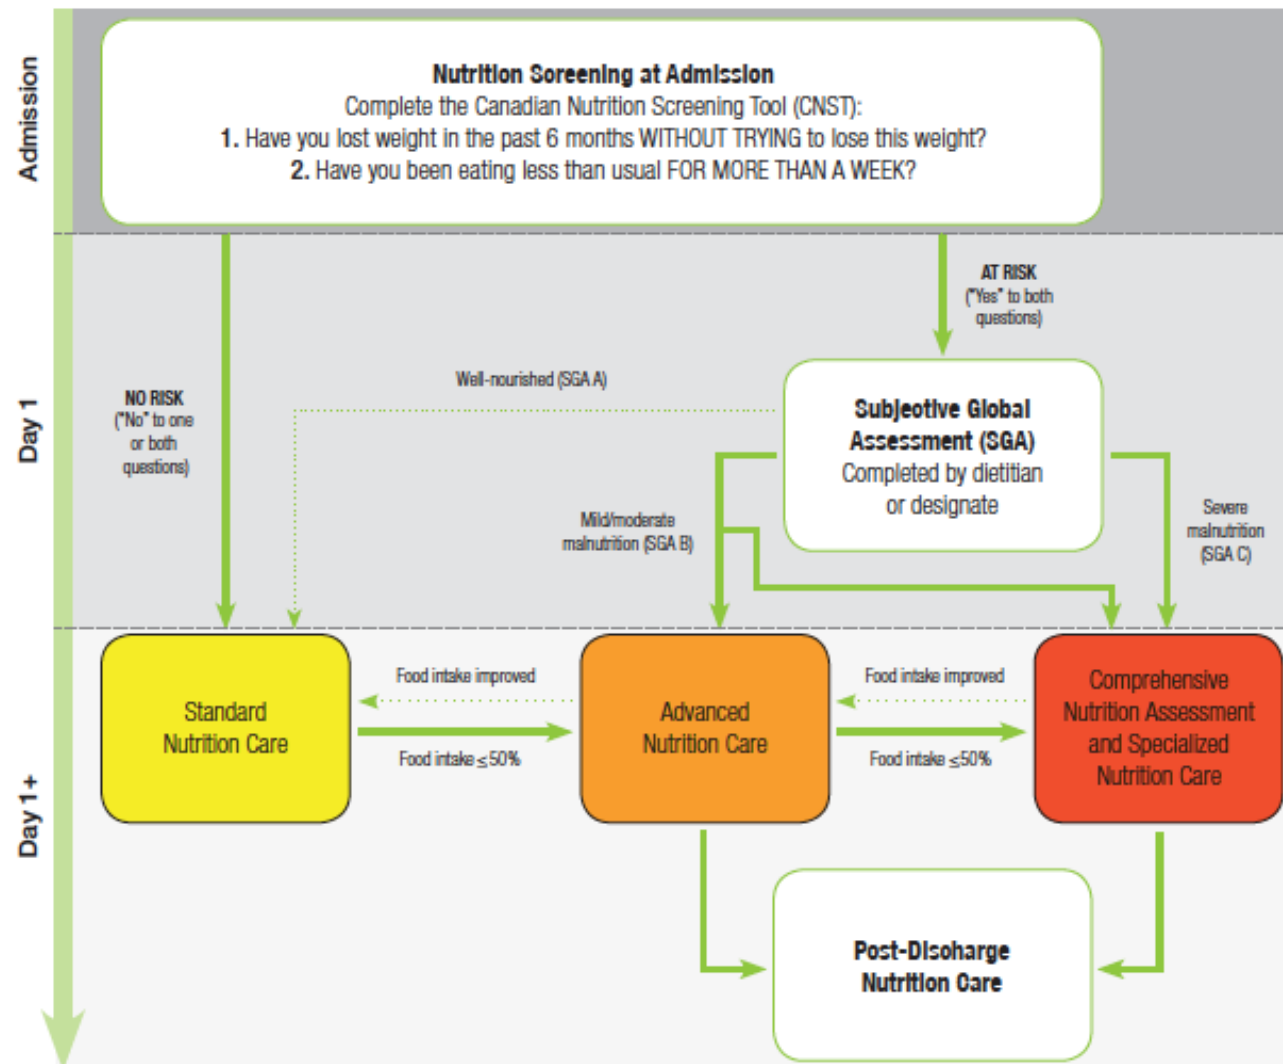 Admission
Nutrition Soreening at Admission
Complete the Canadian Nutrition Screening Tool (CNST):
1. Have you lost weight in the past 6 months WITHOUT TRYING to lose this weight?
2. Have you been eating less than usual FOR MORE THAN A WEEK?
Day 1
NO RISK
("No" to one
or both
questions)
AT RISK
("Yes" to both
questions)
Well-nourished (SGA A)
Subjeotive Global
Assessment (SGA)
Completed by dietitian
or designate
Mild/moderate
malnutrition (SGA B)
Severe
malnutrition
(SGA C)
Day 1+
Standard
Nutrition Care
Food intake improved
Food intake ≤50%
Advanced
Nutrition Care
Food intake improved
Food intake ≤50%
Comprehensive
Nutrition Assessment
and Specialized
Nutrition Care
Post-Disoharge
Nutrition Care